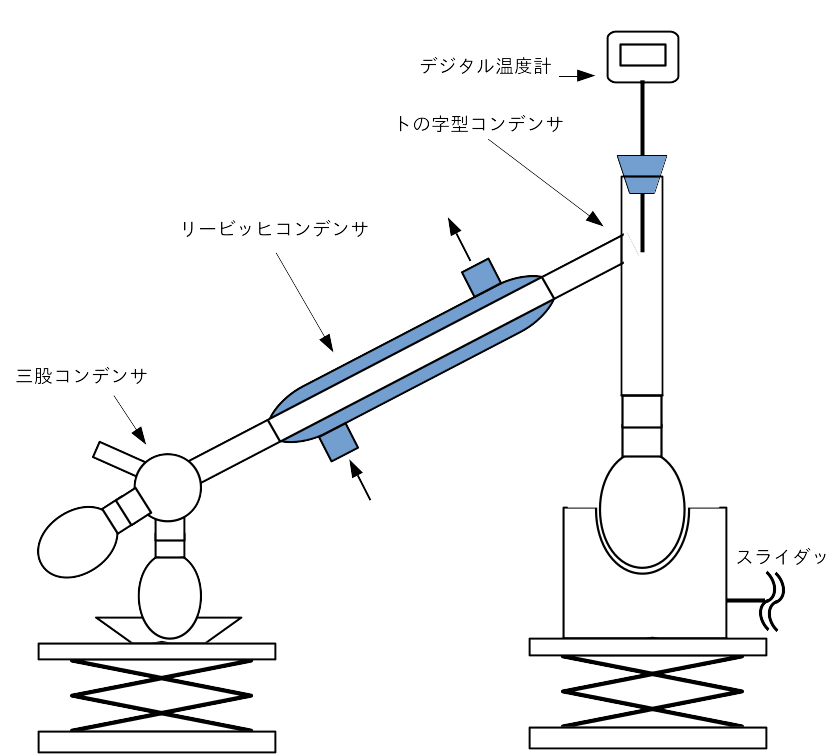 デジタル温度計
トの字型コンデンサ
リービッヒコンデンサ
三股コンデンサ
スライダッ